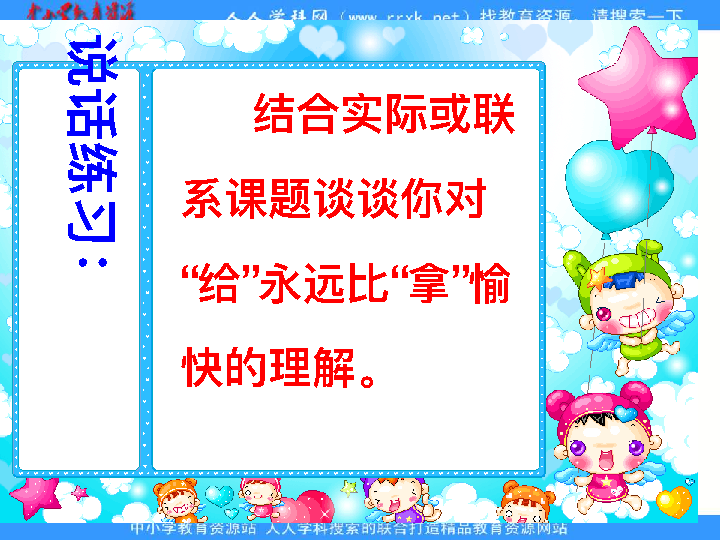 人人学科网（www.rrxk.net）找教育资源，请搜索一下
说话练习：
结合实际或联
系课题谈谈你对
“给”永远比“拿”愉
快的理解。
中小学教育资源站 人人学科搜索的联合打造精品教育资源网站